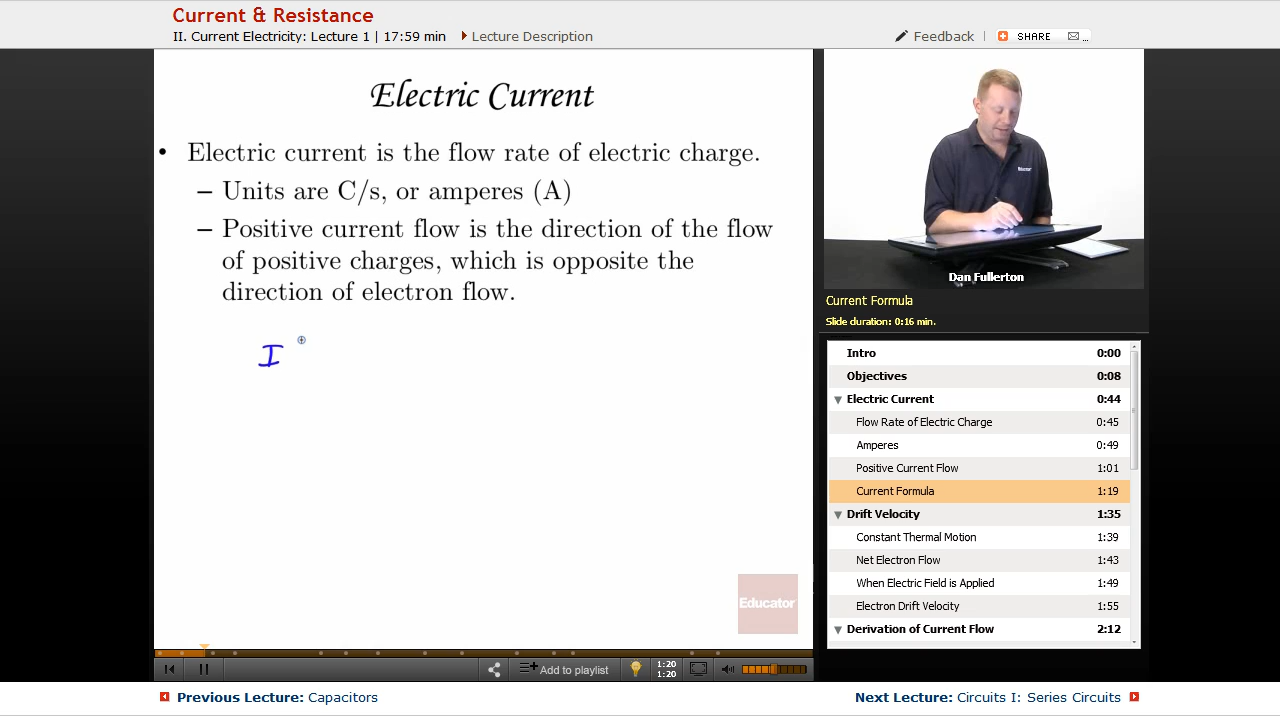 Current & Resistance
II. Current Electricity: Lecture 1 | 17:59 min
Lecture Description
Feedback
SHARE
Electric Current
• Electric current is the flow rate of electric charge.
– Units are C/s, or amperes (A)
– Positive current flow is the direction of the flow
of positive charges, which is opposite the
direction of electron flow.
I
Educator
Dan Fullerton
Current Formula
Slide duration: 0:16 min.
Intro 0:00
Objectives 0:08
Electric Current 0:44
Flow Rate of Electric Charge 0:45
Amperes 0:49
Positive Current Flow 1:01
Current Formula 1:19
Drift Velocity 1:35
Constant Thermal Motion 1:39
Net Electron Flow 1:43
When Electric Field is Applied 1:49
Electron Drift Velocity 1:55
Derivation of Current Flow 2:12
Add to playlist
1:20
1:20
Previous Lecture: Capacitors
Next Lecture: Circuits I: Series Circuits